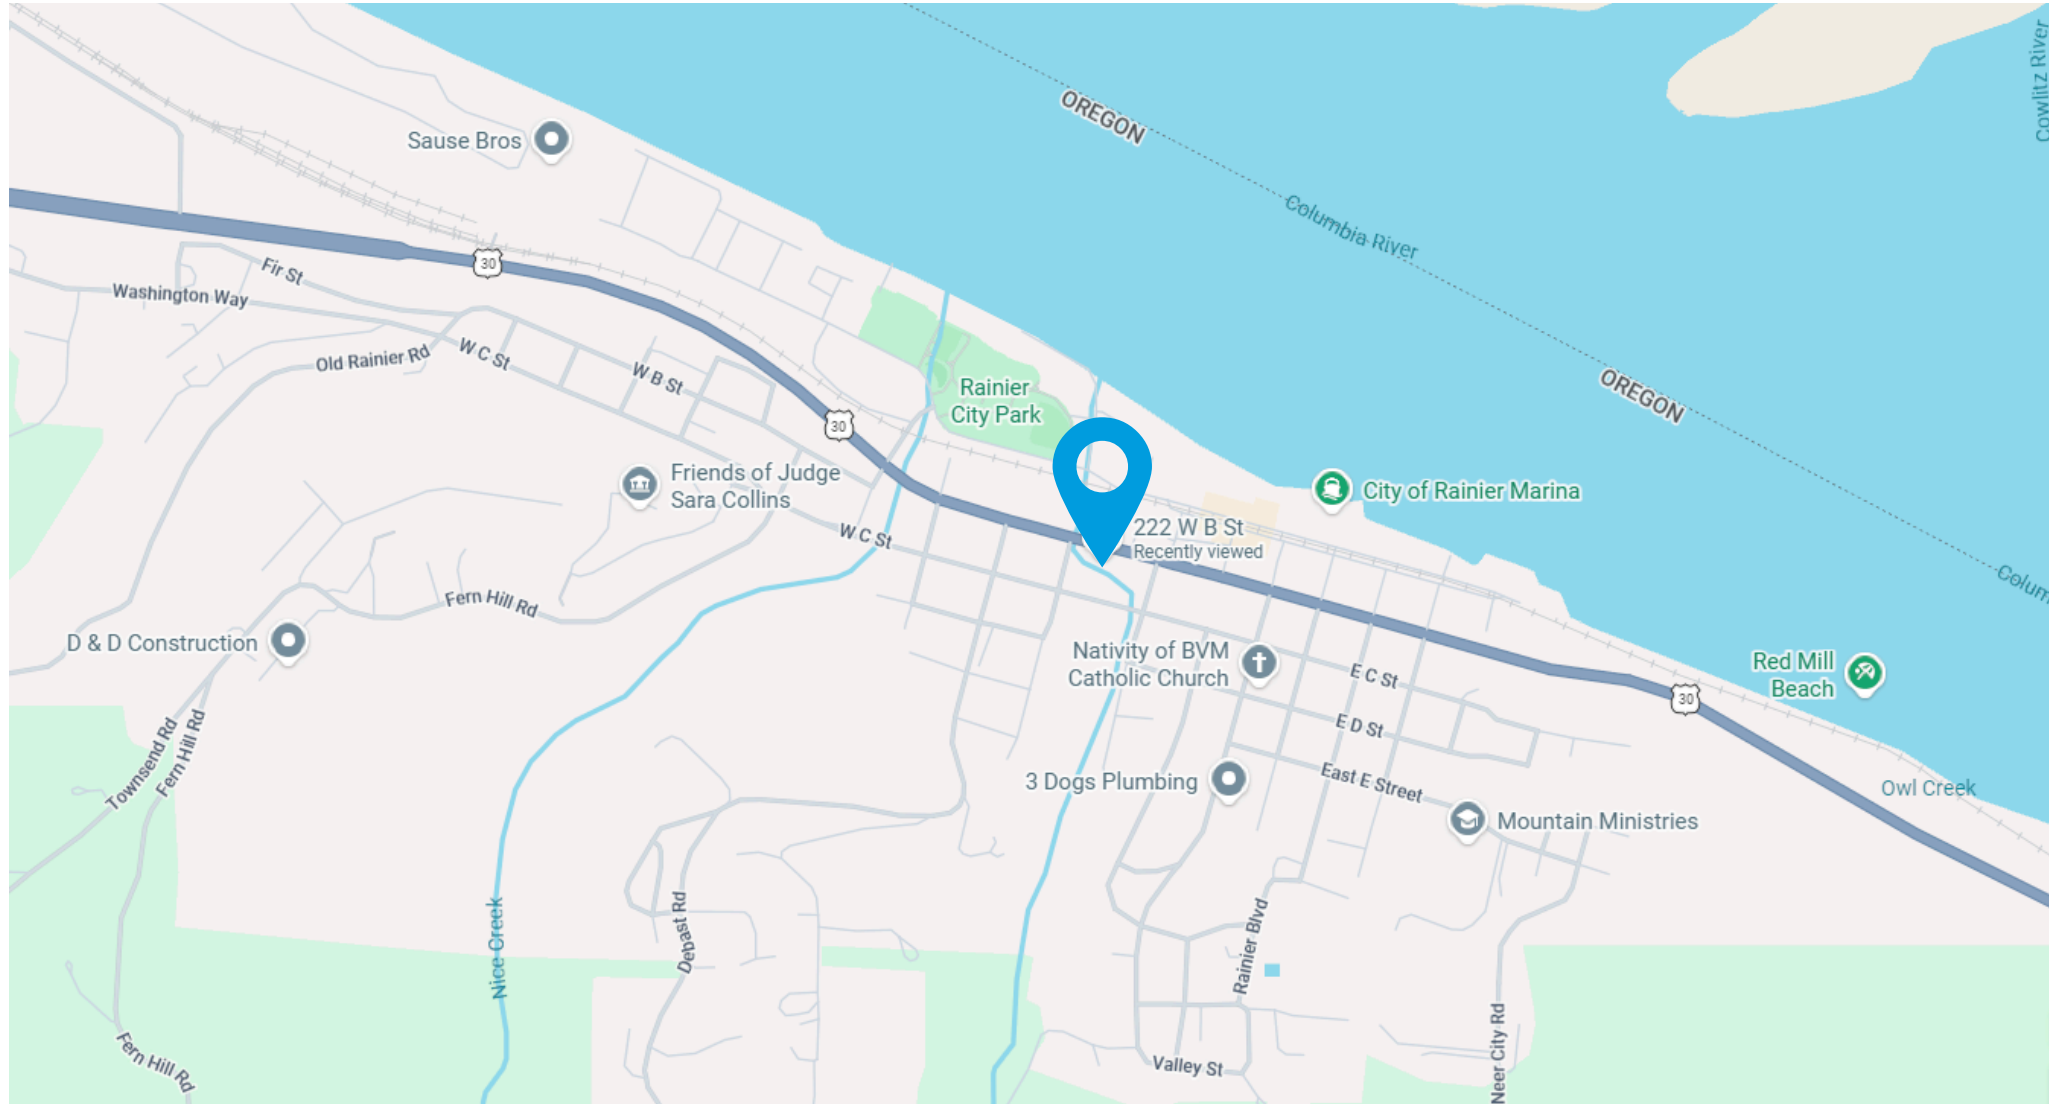 OREGON
Cowlitz River
Sause Bros
Columbia River
30
Fir St
Washington Way
Old Rainier Rd
W C St
W B St
Rainier
City Park
OREGON
30
Friends of Judge
Sara Collins
City of Rainier Marina
W C St
222 W B St
Recently viewed
Colum
Fern Hill Rd
D & D Construction
Nativity of BVM
Catholic Church
E C St
Red Mill
Beach
30
Townsend Rd
Fern Hill Rd
E D St
3 Dogs Plumbing
East E Street
Owl Creek
Mountain Ministries
Nice Creek
Debast Rd
Rainier Blvd
Fern Hill Rd
Valley St
Neer City Rd